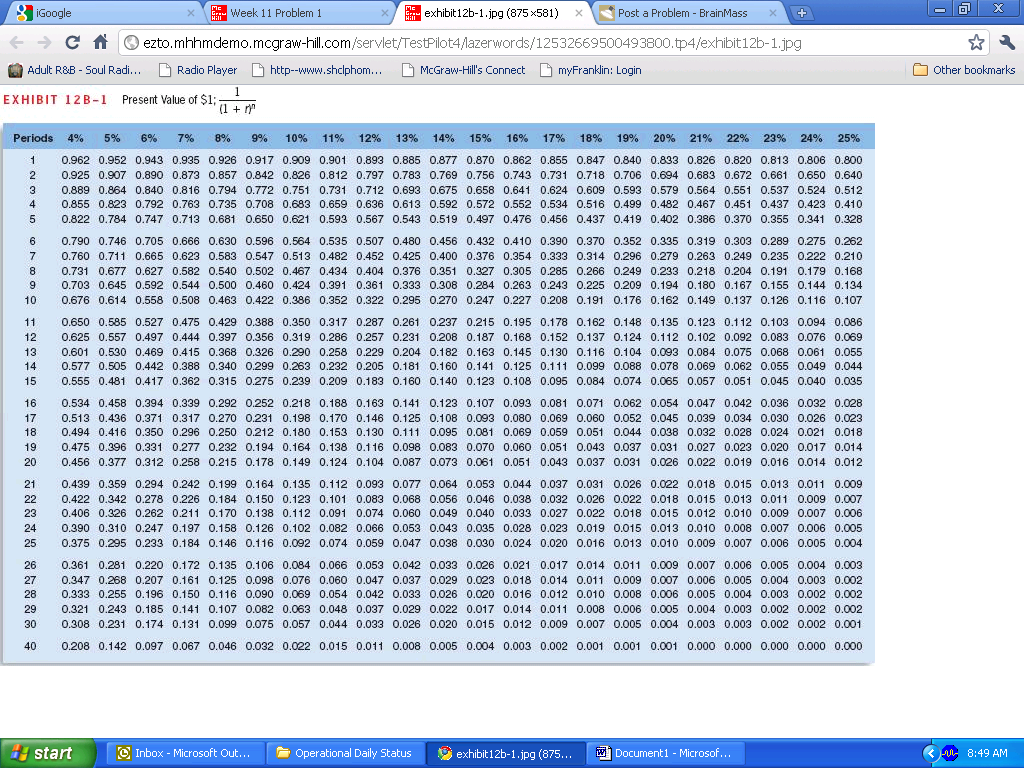 iGoogle
Week 11 Problem 1
exhibit12b-1.jpg (875×581)
Post a Problem - BrainMass
ezto.mhhmdemo.mcgraw-hill.com/servlet/TestPilot4/lazerwords/12532669500493800.tp4/exhibit12b-1.jpg
Adult R&B - Soul Radi... Radio Player http--www.shclphom... McGraw-Hill's Connect myFranklin: Login Other bookmarks
EXHIBIT 12B-1 Present Value of $1; 1/(1 + r)ⁿ
Periods 4% 5% 6% 7% 8% 9% 10% 11% 12% 13% 14% 15% 16% 17% 18% 19% 20% 21% 22% 23% 24% 25%
1 0.962 0.952 0.943 0.935 0.926 0.917 0.909 0.901 0.893 0.885 0.877 0.870 0.862 0.855 0.847 0.840 0.833 0.826 0.820 0.813 0.806 0.800
2 0.925 0.907 0.890 0.873 0.857 0.842 0.826 0.812 0.797 0.783 0.769 0.756 0.743 0.731 0.718 0.706 0.694 0.683 0.672 0.661 0.650 0.640
3 0.889 0.864 0.840 0.816 0.794 0.772 0.751 0.731 0.712 0.693 0.675 0.658 0.641 0.624 0.609 0.593 0.579 0.564 0.551 0.537 0.524 0.512
4 0.855 0.823 0.792 0.763 0.735 0.708 0.683 0.659 0.636 0.613 0.592 0.572 0.552 0.534 0.516 0.499 0.482 0.467 0.451 0.437 0.423 0.410
5 0.822 0.784 0.747 0.713 0.681 0.650 0.621 0.593 0.567 0.543 0.519 0.497 0.476 0.456 0.437 0.419 0.402 0.386 0.370 0.355 0.341 0.328
6 0.790 0.746 0.705 0.666 0.630 0.596 0.564 0.535 0.507 0.480 0.456 0.432 0.410 0.390 0.370 0.352 0.335 0.319 0.303 0.289 0.275 0.262
7 0.760 0.711 0.665 0.623 0.583 0.547 0.513 0.482 0.452 0.425 0.400 0.376 0.354 0.333 0.314 0.296 0.279 0.263 0.249 0.235 0.222 0.210
8 0.731 0.677 0.627 0.582 0.540 0.502 0.467 0.434 0.404 0.376 0.351 0.327 0.305 0.285 0.266 0.249 0.233 0.218 0.204 0.191 0.179 0.168
9 0.703 0.645 0.592 0.544 0.500 0.460 0.424 0.391 0.361 0.333 0.308 0.284 0.263 0.243 0.225 0.209 0.194 0.180 0.167 0.155 0.144 0.134
10 0.676 0.614 0.558 0.508 0.463 0.422 0.386 0.352 0.322 0.295 0.270 0.247 0.227 0.208 0.191 0.176 0.162 0.149 0.137 0.126 0.116 0.107
11 0.650 0.585 0.527 0.475 0.429 0.388 0.350 0.317 0.287 0.261 0.237 0.215 0.195 0.178 0.162 0.148 0.135 0.123 0.112 0.103 0.094 0.086
12 0.625 0.557 0.497 0.444 0.397 0.356 0.319 0.286 0.257 0.231 0.208 0.187 0.168 0.152 0.137 0.124 0.112 0.102 0.092 0.083 0.076 0.069
13 0.601 0.530 0.469 0.415 0.368 0.326 0.290 0.258 0.229 0.204 0.182 0.163 0.145 0.130 0.116 0.104 0.093 0.084 0.075 0.068 0.061 0.055
14 0.577 0.505 0.442 0.388 0.340 0.299 0.263 0.232 0.205 0.181 0.160 0.141 0.125 0.111 0.099 0.088 0.078 0.069 0.062 0.055 0.049 0.044
15 0.555 0.481 0.417 0.362 0.315 0.275 0.239 0.209 0.183 0.160 0.140 0.123 0.108 0.095 0.084 0.074 0.065 0.057 0.051 0.045 0.040 0.035
16 0.534 0.458 0.394 0.339 0.292 0.252 0.218 0.188 0.163 0.141 0.123 0.107 0.093 0.081 0.071 0.062 0.054 0.047 0.042 0.036 0.032 0.028
17 0.513 0.436 0.371 0.317 0.270 0.231 0.198 0.170 0.146 0.125 0.108 0.093 0.080 0.069 0.060 0.052 0.045 0.039 0.034 0.030 0.026 0.023
18 0.494 0.416 0.350 0.296 0.250 0.212 0.180 0.153 0.130 0.111 0.095 0.081 0.069 0.059 0.051 0.044 0.038 0.032 0.028 0.024 0.021 0.018
19 0.475 0.396 0.331 0.277 0.232 0.194 0.164 0.138 0.116 0.098 0.083 0.070 0.060 0.051 0.043 0.037 0.031 0.027 0.023 0.020 0.017 0.014
20 0.456 0.377 0.312 0.258 0.215 0.178 0.149 0.124 0.104 0.087 0.073 0.061 0.051 0.043 0.037 0.031 0.026 0.022 0.019 0.016 0.014 0.012
21 0.439 0.359 0.294 0.242 0.199 0.164 0.135 0.112 0.093 0.077 0.064 0.053 0.044 0.037 0.031 0.026 0.022 0.018 0.015 0.013 0.011 0.009
22 0.422 0.342 0.278 0.226 0.184 0.150 0.123 0.101 0.083 0.068 0.056 0.046 0.038 0.032 0.026 0.022 0.018 0.015 0.013 0.011 0.009 0.007
23 0.406 0.326 0.262 0.211 0.170 0.138 0.112 0.091 0.074 0.060 0.049 0.040 0.033 0.027 0.022 0.018 0.015 0.012 0.010 0.009 0.007 0.006
24 0.390 0.310 0.247 0.197 0.158 0.126 0.102 0.082 0.066 0.053 0.043 0.035 0.028 0.023 0.019 0.015 0.013 0.010 0.008 0.007 0.006 0.005
25 0.375 0.295 0.233 0.184 0.146 0.116 0.092 0.074 0.059 0.047 0.038 0.030 0.024 0.020 0.016 0.013 0.010 0.009 0.007 0.006 0.005 0.004
26 0.361 0.281 0.220 0.172 0.135 0.106 0.084 0.066 0.053 0.042 0.033 0.026 0.021 0.017 0.014 0.011 0.009 0.007 0.006 0.005 0.004 0.003
27 0.347 0.268 0.207 0.161 0.125 0.098 0.076 0.060 0.047 0.037 0.029 0.023 0.018 0.014 0.011 0.009 0.007 0.006 0.005 0.004 0.003 0.002
28 0.333 0.255 0.196 0.150 0.116 0.090 0.069 0.054 0.042 0.033 0.026 0.020 0.016 0.012 0.010 0.008 0.006 0.005 0.004 0.003 0.002 0.002
29 0.321 0.243 0.185 0.141 0.107 0.082 0.063 0.048 0.037 0.029 0.022 0.017 0.014 0.011 0.008 0.006 0.005 0.004 0.003 0.002 0.002 0.002
30 0.308 0.231 0.174 0.131 0.099 0.075 0.057 0.044 0.033 0.026 0.020 0.015 0.012 0.009 0.007 0.005 0.004 0.003 0.003 0.002 0.002 0.001
40 0.208 0.142 0.097 0.067 0.046 0.032 0.022 0.015 0.011 0.008 0.005 0.004 0.003 0.002 0.001 0.001 0.001 0.000 0.000 0.000 0.000 0.000
start Inbox - Microsoft Out... Operational Daily Status exhibit12b-1.jpg (875... Document1 - Microsof... 8:49 AM